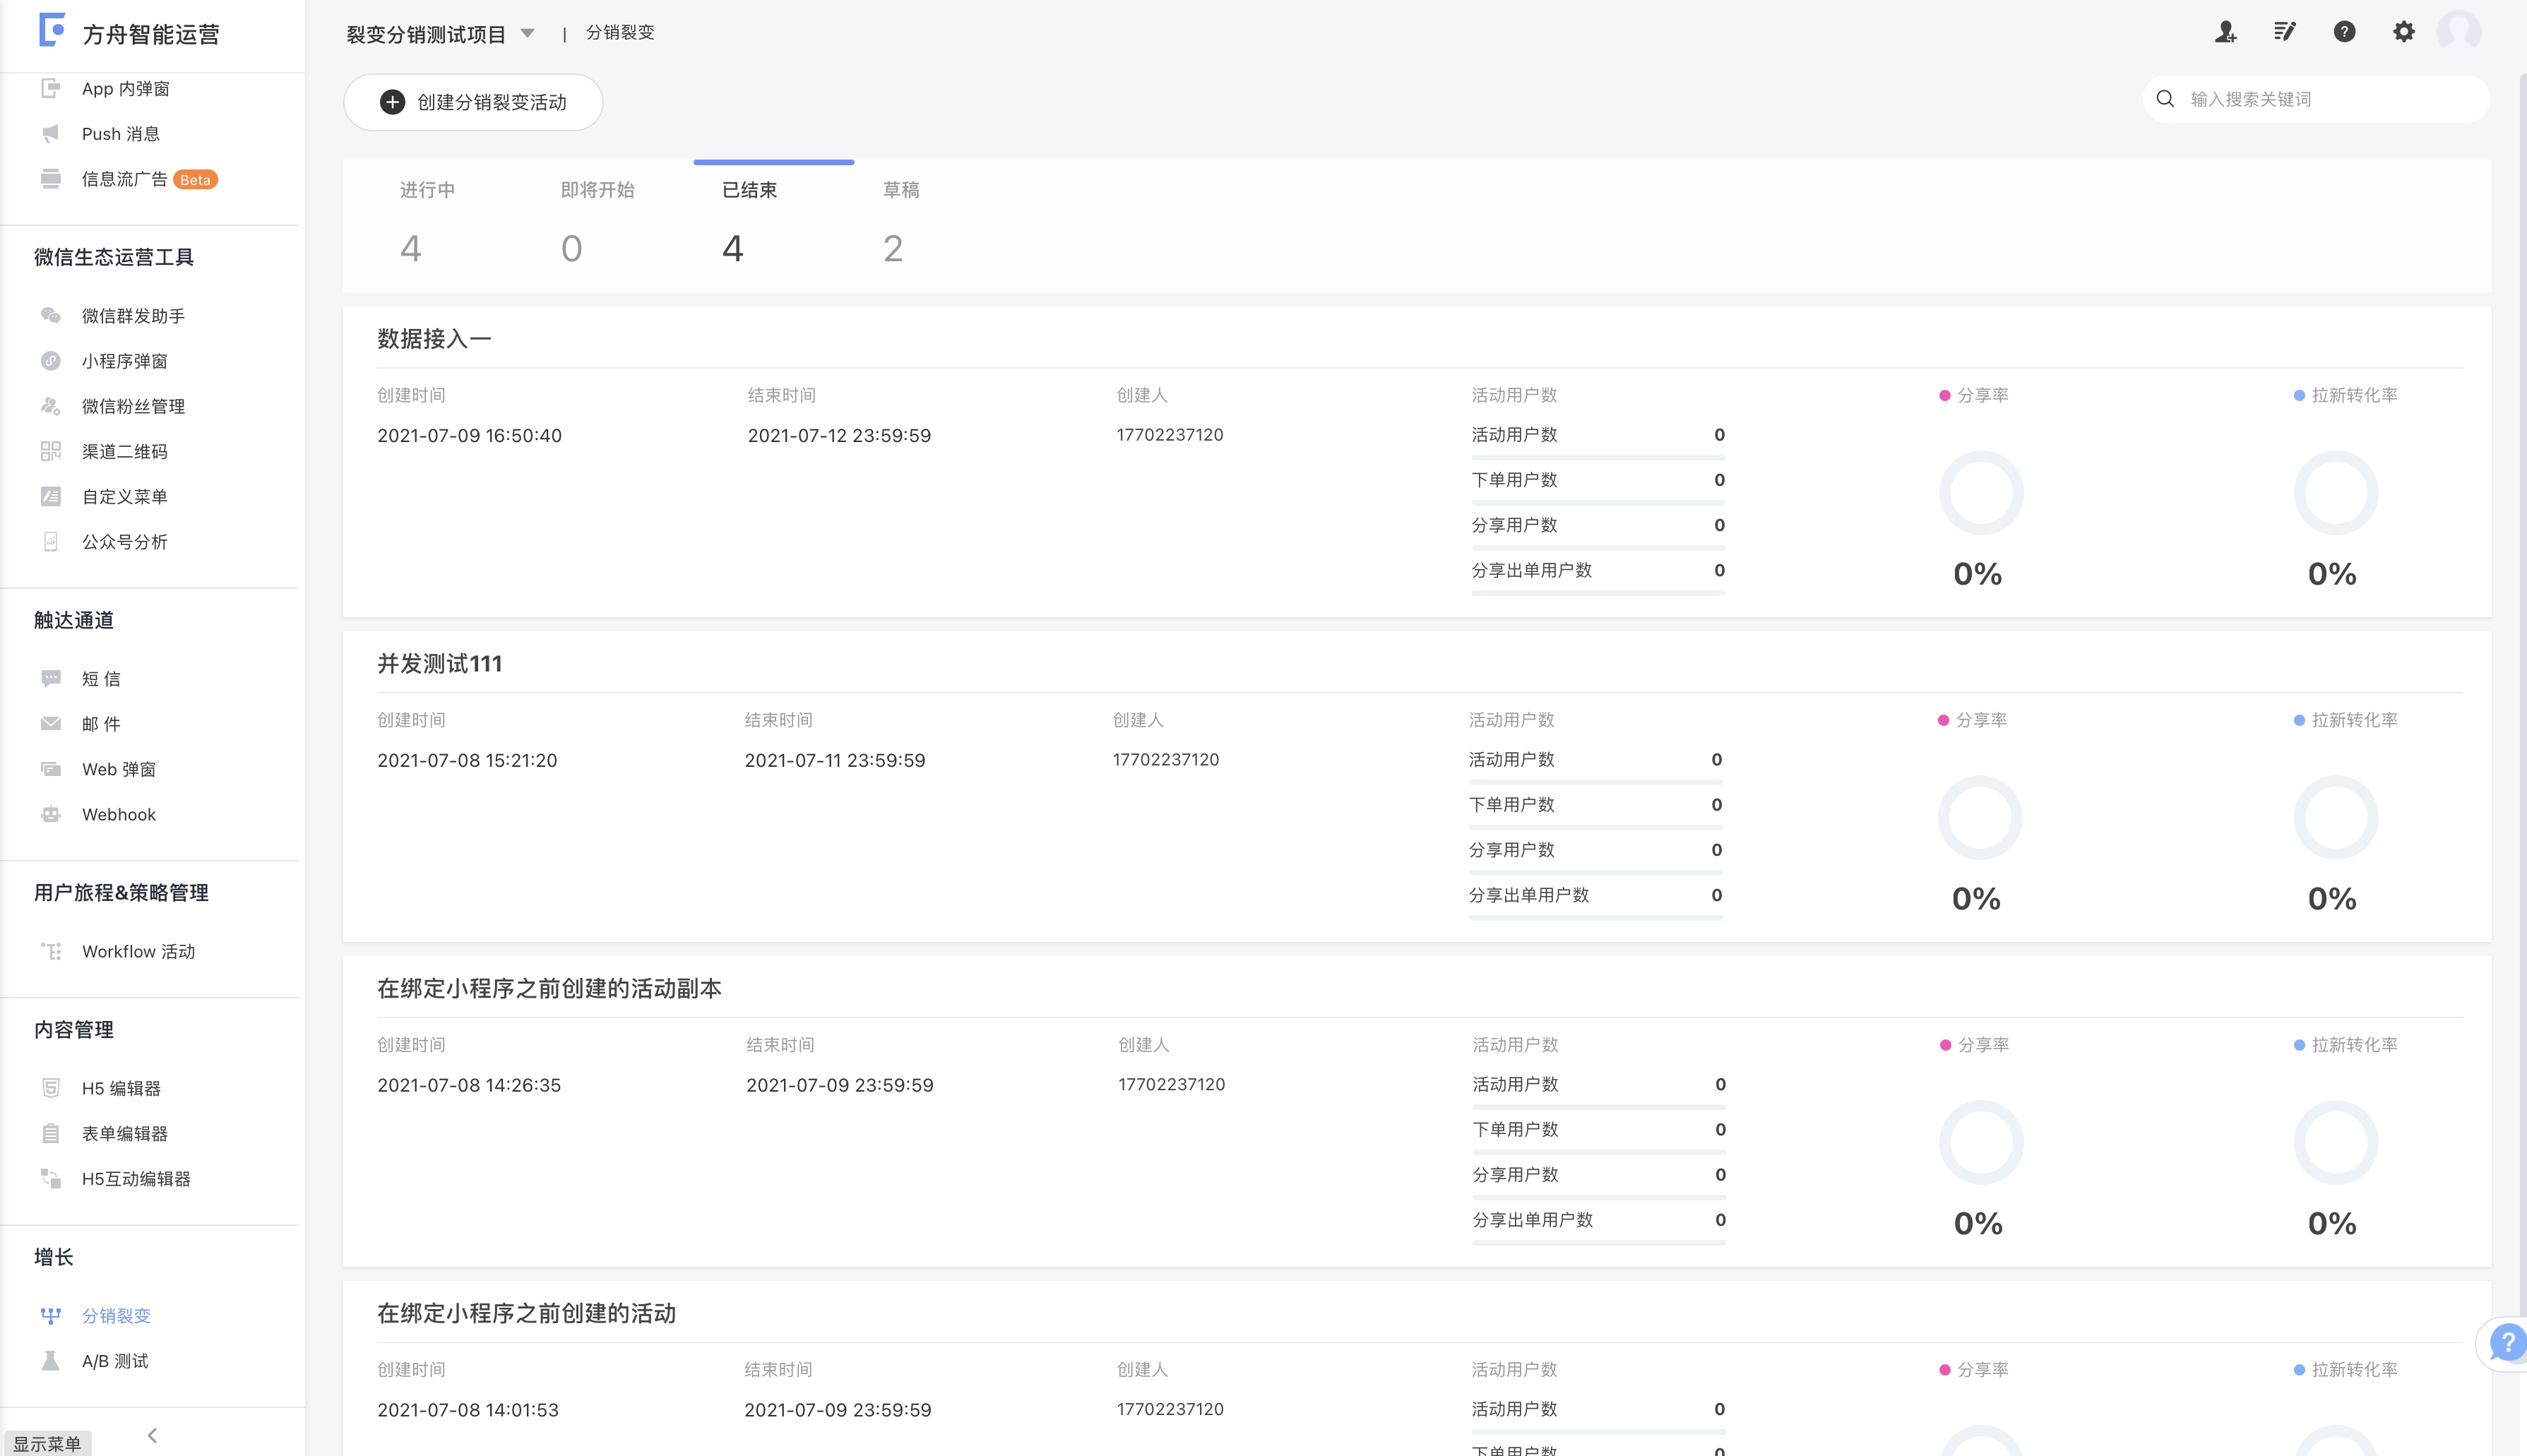 方舟智能运营
App 内弹窗
Push 消息
信息流广告 Beta
微信生态运营工具
微信群发助手
小程序弹窗
微信粉丝管理
渠道二维码
自定义菜单
公众号分析
触达通道
短 信
邮 件
Web 弹窗
Webhook
用户旅程&策略管理
Workflow 活动
内容管理
H5 编辑器
表单编辑器
H5互动编辑器
增长
分销裂变
A/B 测试
显示菜单
裂变分销测试项目 | 分销裂变
创建分销裂变活动
输入搜索关键词
进行中 即将开始 已结束 草稿
4 0 4 2
数据接入一
创建时间 结束时间 创建人 活动用户数 分享率 拉新转化率
2021-07-09 16:50:40 2021-07-12 23:59:59 17702237120 活动用户数 0
下单用户数 0
分享用户数 0
分享出单用户数 0
0% 0%
并发测试111
创建时间 结束时间 创建人 活动用户数 分享率 拉新转化率
2021-07-08 15:21:20 2021-07-11 23:59:59 17702237120 活动用户数 0
下单用户数 0
分享用户数 0
分享出单用户数 0
0% 0%
在绑定小程序之前创建的活动副本
创建时间 结束时间 创建人 活动用户数 分享率 拉新转化率
2021-07-08 14:26:35 2021-07-09 23:59:59 17702237120 活动用户数 0
下单用户数 0
分享用户数 0
分享出单用户数 0
0% 0%
在绑定小程序之前创建的活动
创建时间 结束时间 创建人 活动用户数 分享率 拉新转化率
2021-07-08 14:01:53 2021-07-09 23:59:59 17702237120 活动用户数 0
下单用户数 0